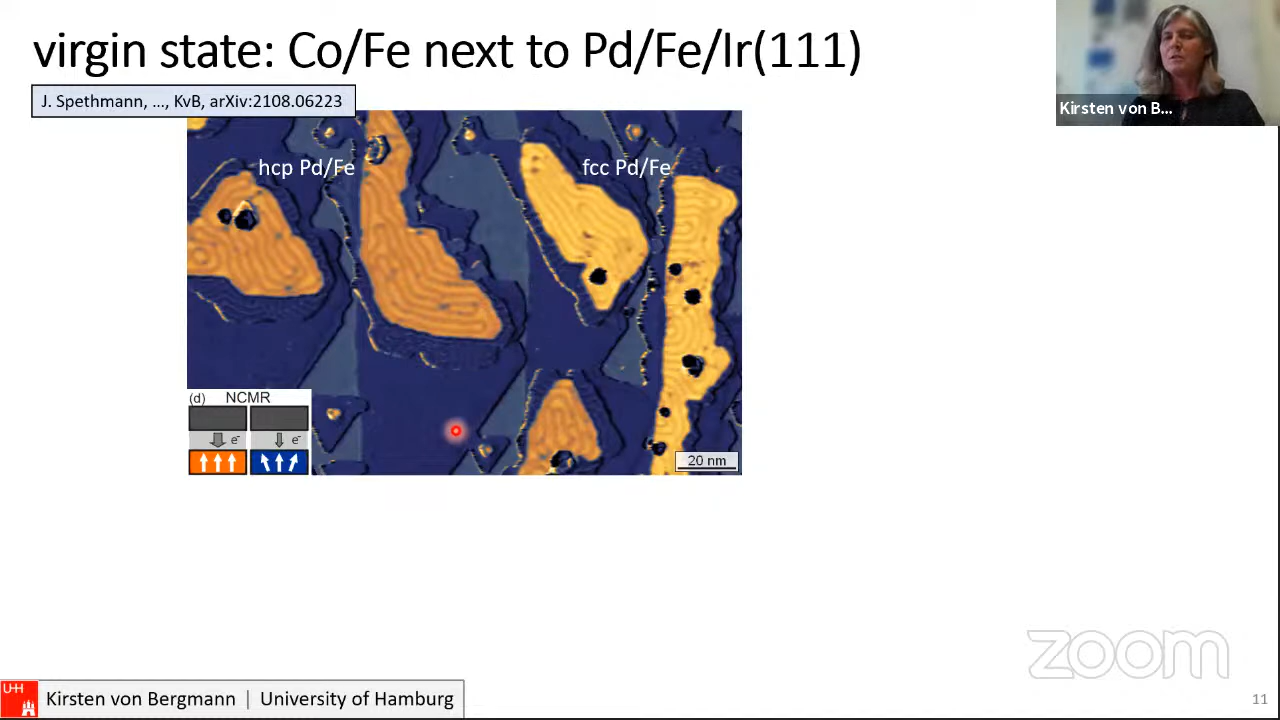 virgin state: Co/Fe next to Pd/Fe/Ir(111)
J. Spethmann, ..., KvB, arXiv:2108.06223
Kirsten von B...
hcp Pd/Fe
fcc Pd/Fe
(d) NCMR
e⁻ e⁻
20 nm
zoom
UHH
Kirsten von Bergmann | University of Hamburg
11